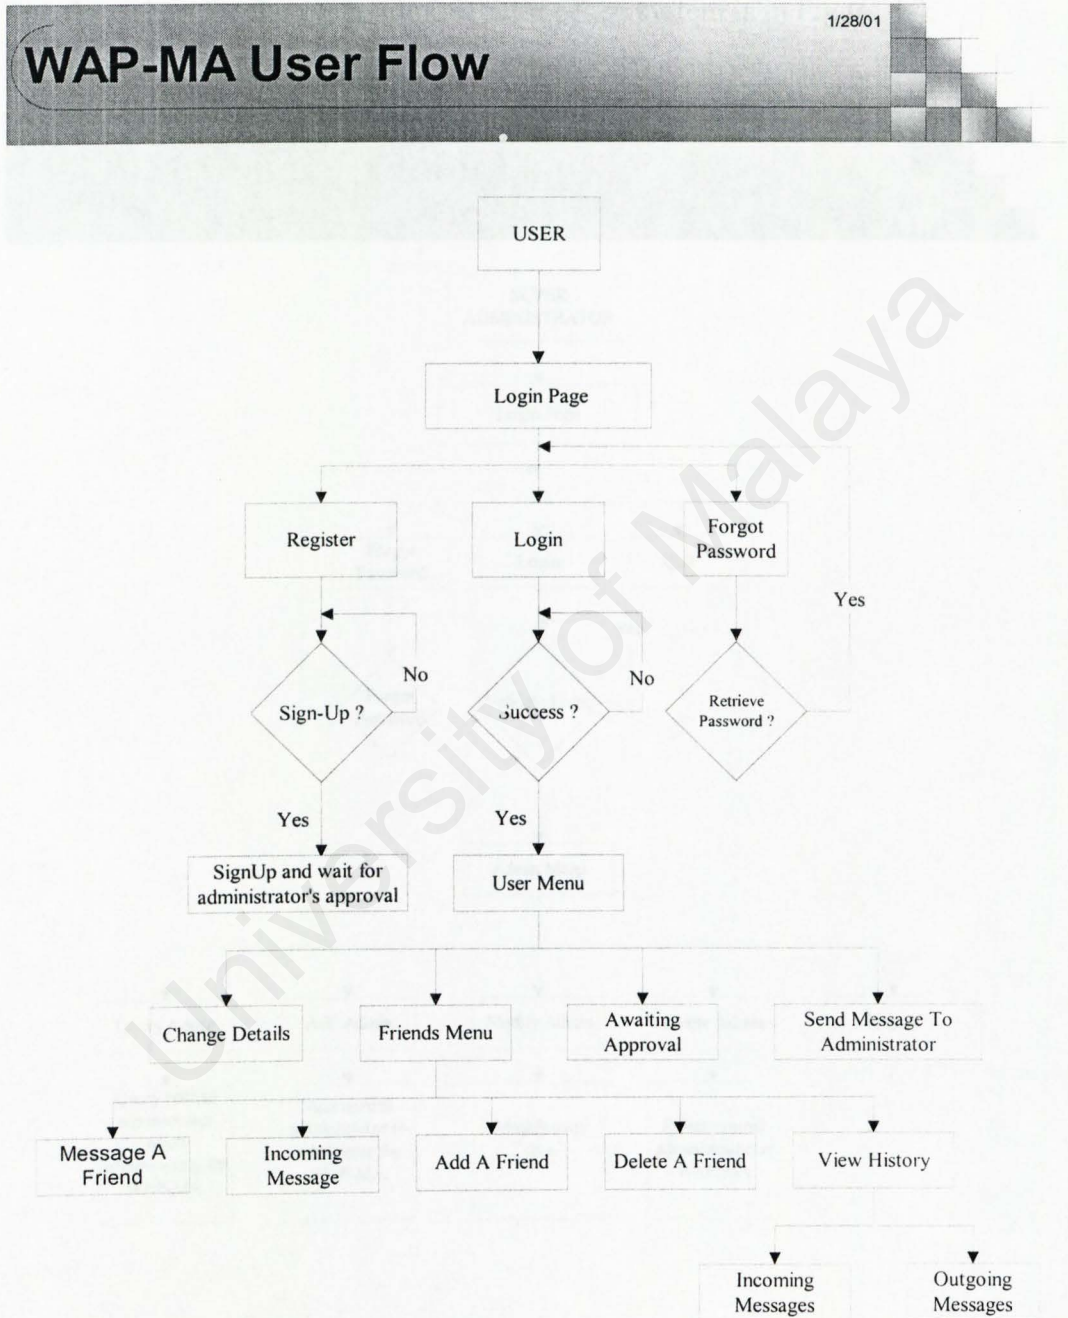 1/28/01
WAP-MA User Flow
USER
Login Page
Register
Login
Forgot
Password
Yes
No
No
Sign-Up ?
Success ?
Retrieve
Password ?
Yes
Yes
SignUp and wait for
administrator's approval
User Menu
Change Details
Friends Menu
Awaiting
Approval
Send Message To
Administrator
Message A
Friend
Incoming
Message
Add A Friend
Delete A Friend
View History
Incoming
Messages
Outgoing
Messages
University of Malaya